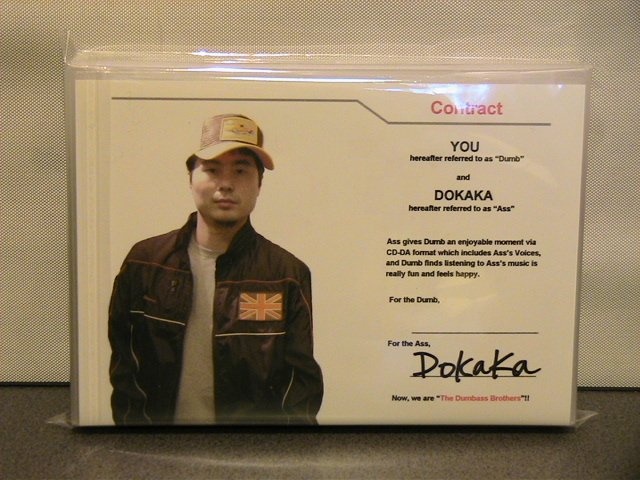 Contract
YOU
hereafter referred to as “Dumb”
and
DOKAKA
hereafter referred to as “Ass”
Ass gives Dumb an enjoyable moment via
CD-DA format which includes Ass's Voices,
and Dumb finds listening to Ass's music is
really fun and feels happy.
For the Dumb,
For the Ass,
Dokaka
Now, we are “The Dumbass Brothers”!!